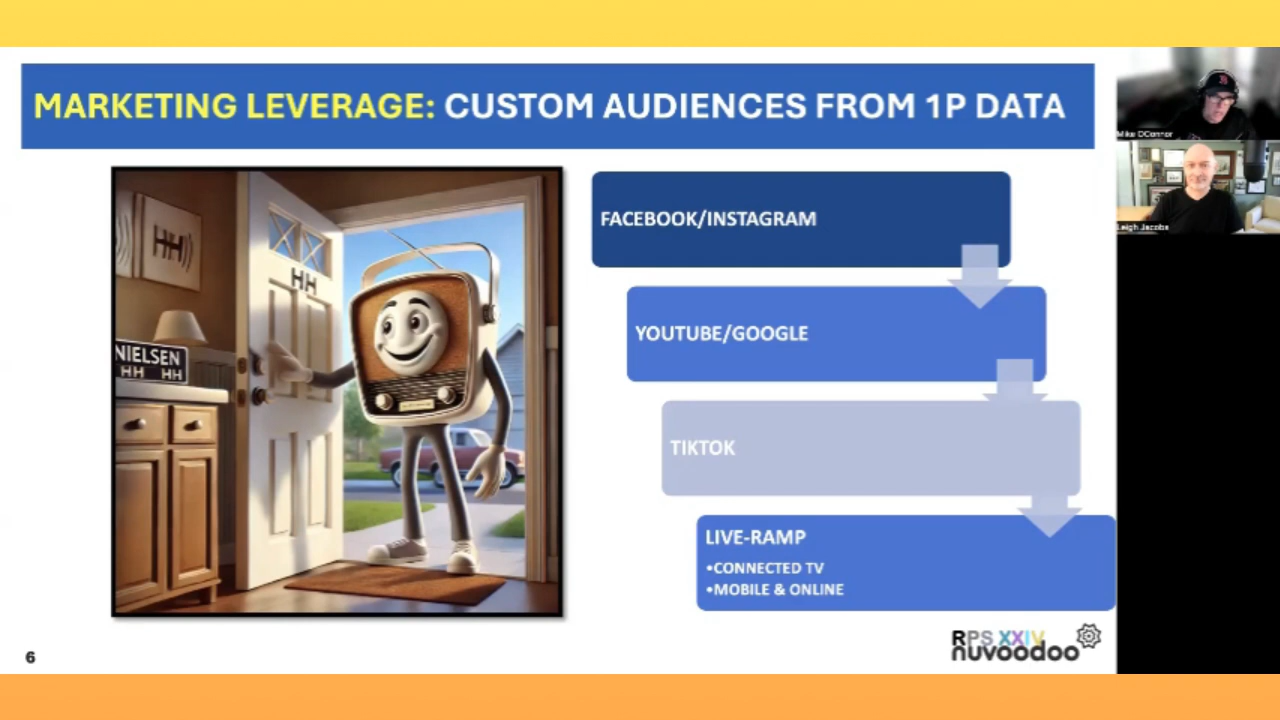 MARKETING LEVERAGE: CUSTOM AUDIENCES FROM 1P DATA
HH
HH
NIELSEN
HH HH
FACEBOOK/INSTAGRAM
YOUTUBE/GOOGLE
TIKTOK
LIVE-RAMP
•CONNECTED TV
•MOBILE & ONLINE
RPS XXIV
nuvoodoo
6
Mike OConnor
Leigh Jacobs